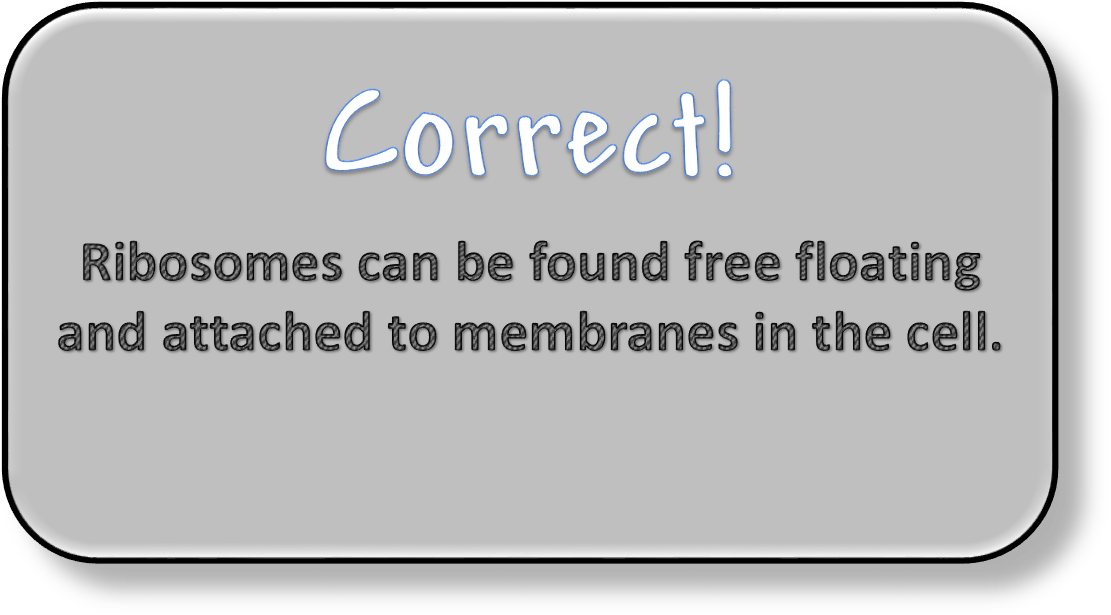 Correct!
Ribosomes can be found free floating
and attached to membranes in the cell.